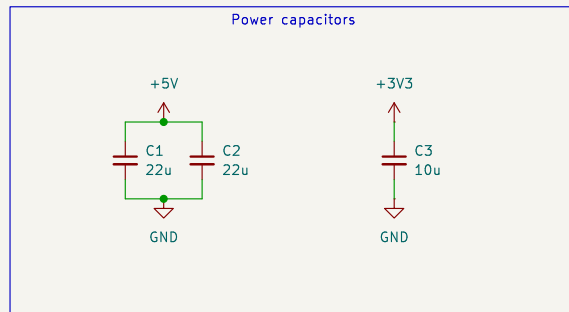 Power capacitors
+5V
+3V3
C1
22u
C2
22u
C3
10u
GND
GND